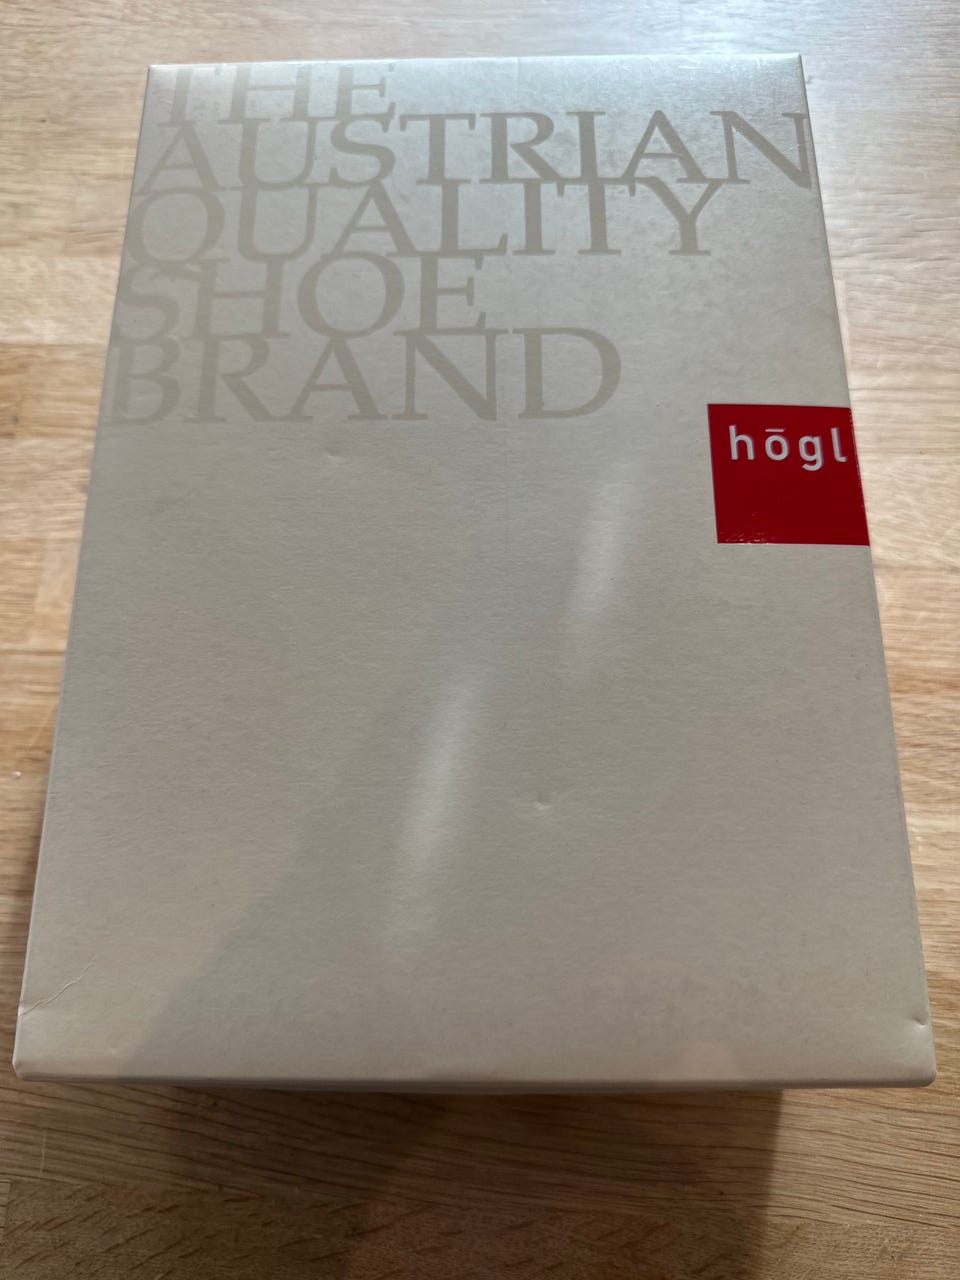 THE
AUSTRIAN
QUALITY
SHOE
BRAND
hōgl